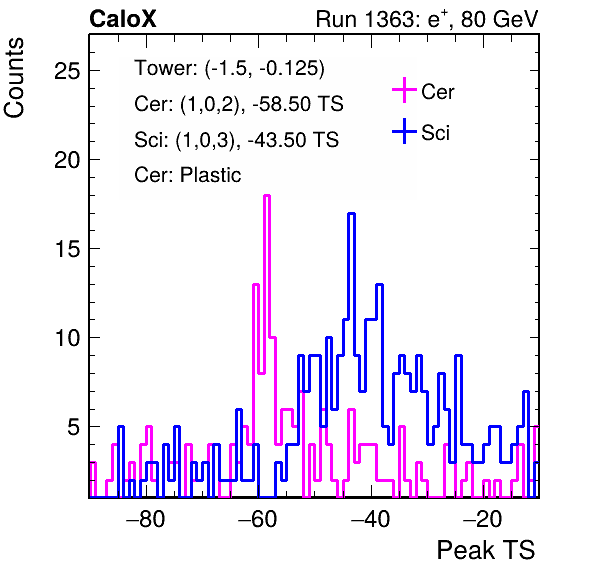 CaloX Run 1363: e⁺, 80 GeV
Counts
Tower: (-1.5, -0.125)
Cer: (1,0,2), -58.50 TS
Sci: (1,0,3), -43.50 TS
Cer: Plastic
Cer
Sci
25
20
15
10
5
−80 −60 −40 −20
Peak TS